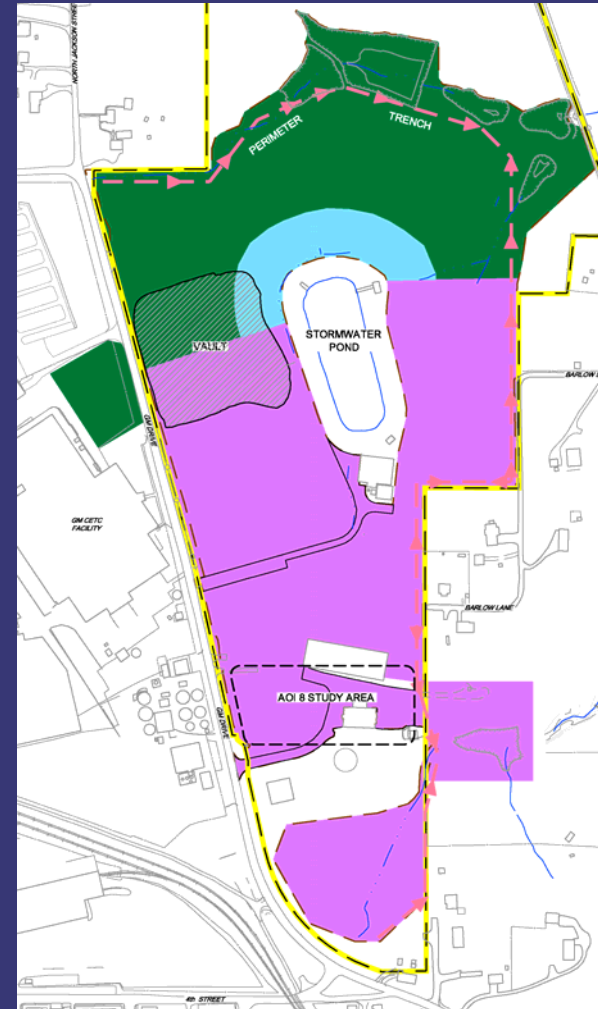 NORTH JACKSON STREET
PERIMETER
TRENCH
STORMWATER
POND
VAULT
BARLOW
GM DRIVE
GM CETC
FACILITY
BARLOW LANE
AOI 8 STUDY AREA
GM DRIVE
4th STREET